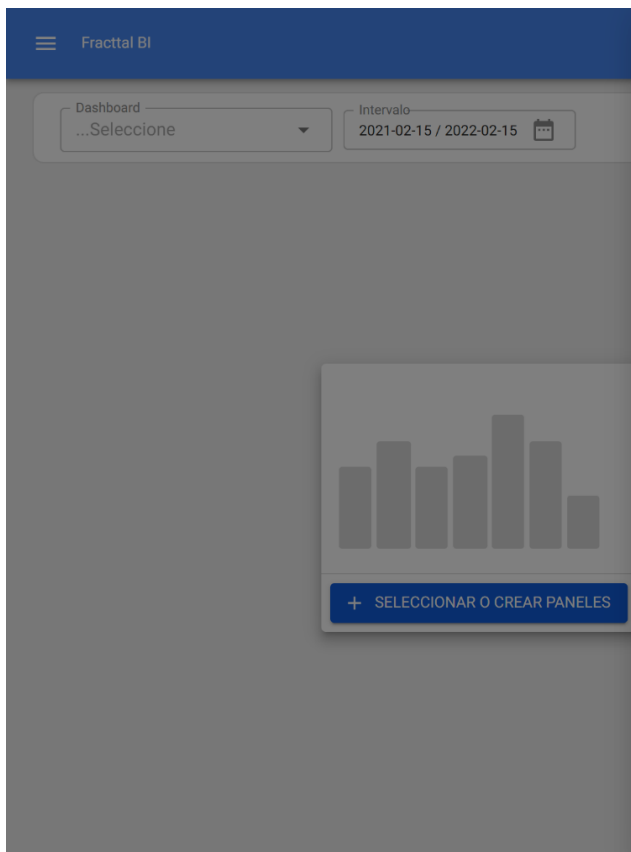 Fracttal BI
Dashboard
...Seleccione
Intervalo
2021-02-15 / 2022-02-15
+ SELECCIONAR O CREAR PANELES